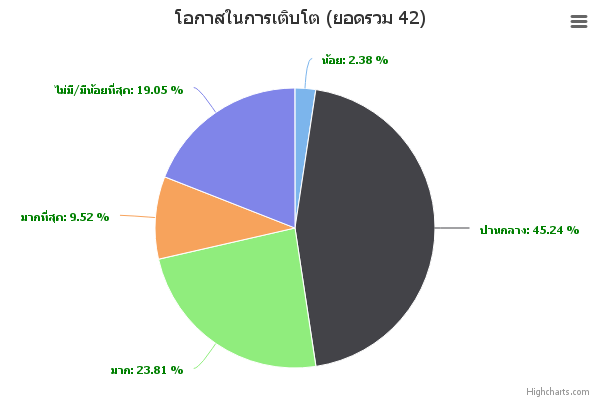 โอกาสในการเติบโต (ยอดรวม 42)
น้อย: 2.38 %
ไม่มี/มีน้อยที่สุด: 19.05 %
มากที่สุด: 9.52 %
ปานกลาง: 45.24 %
มาก: 23.81 %
Highcharts.com